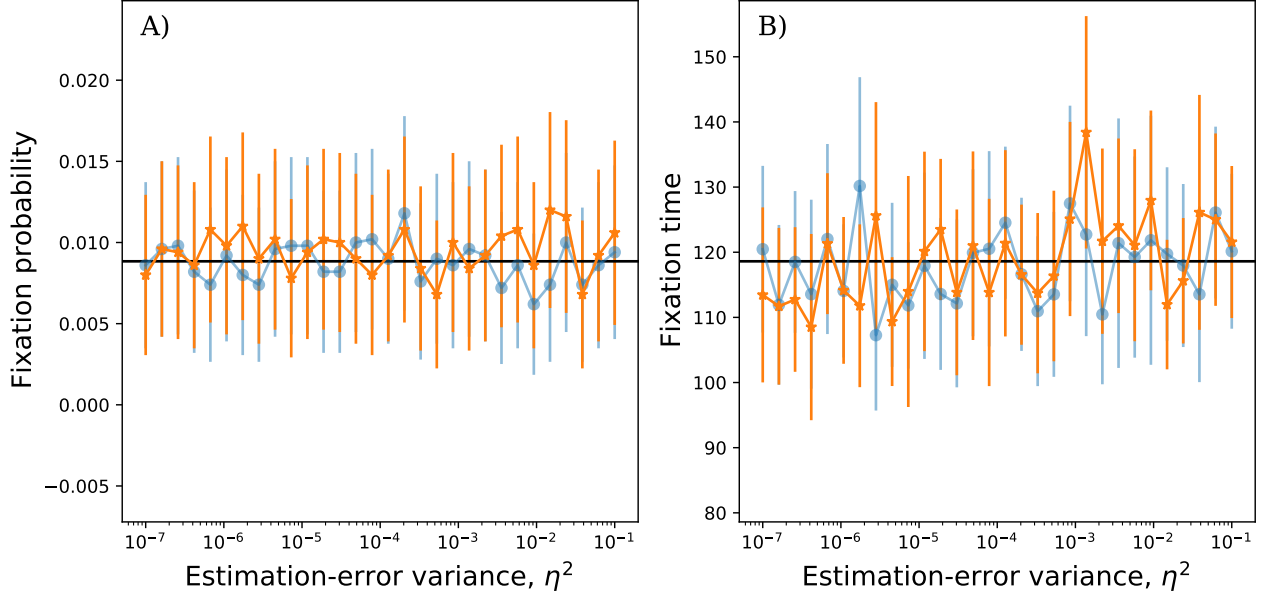 A)
Fixation probability
0.020
0.015
0.010
0.005
0.000
−0.005
10⁻⁷ 10⁻⁶ 10⁻⁵ 10⁻⁴ 10⁻³ 10⁻² 10⁻¹
Estimation-error variance, η²
B)
Fixation time
150
140
130
120
110
100
90
80
10⁻⁷ 10⁻⁶ 10⁻⁵ 10⁻⁴ 10⁻³ 10⁻² 10⁻¹
Estimation-error variance, η²